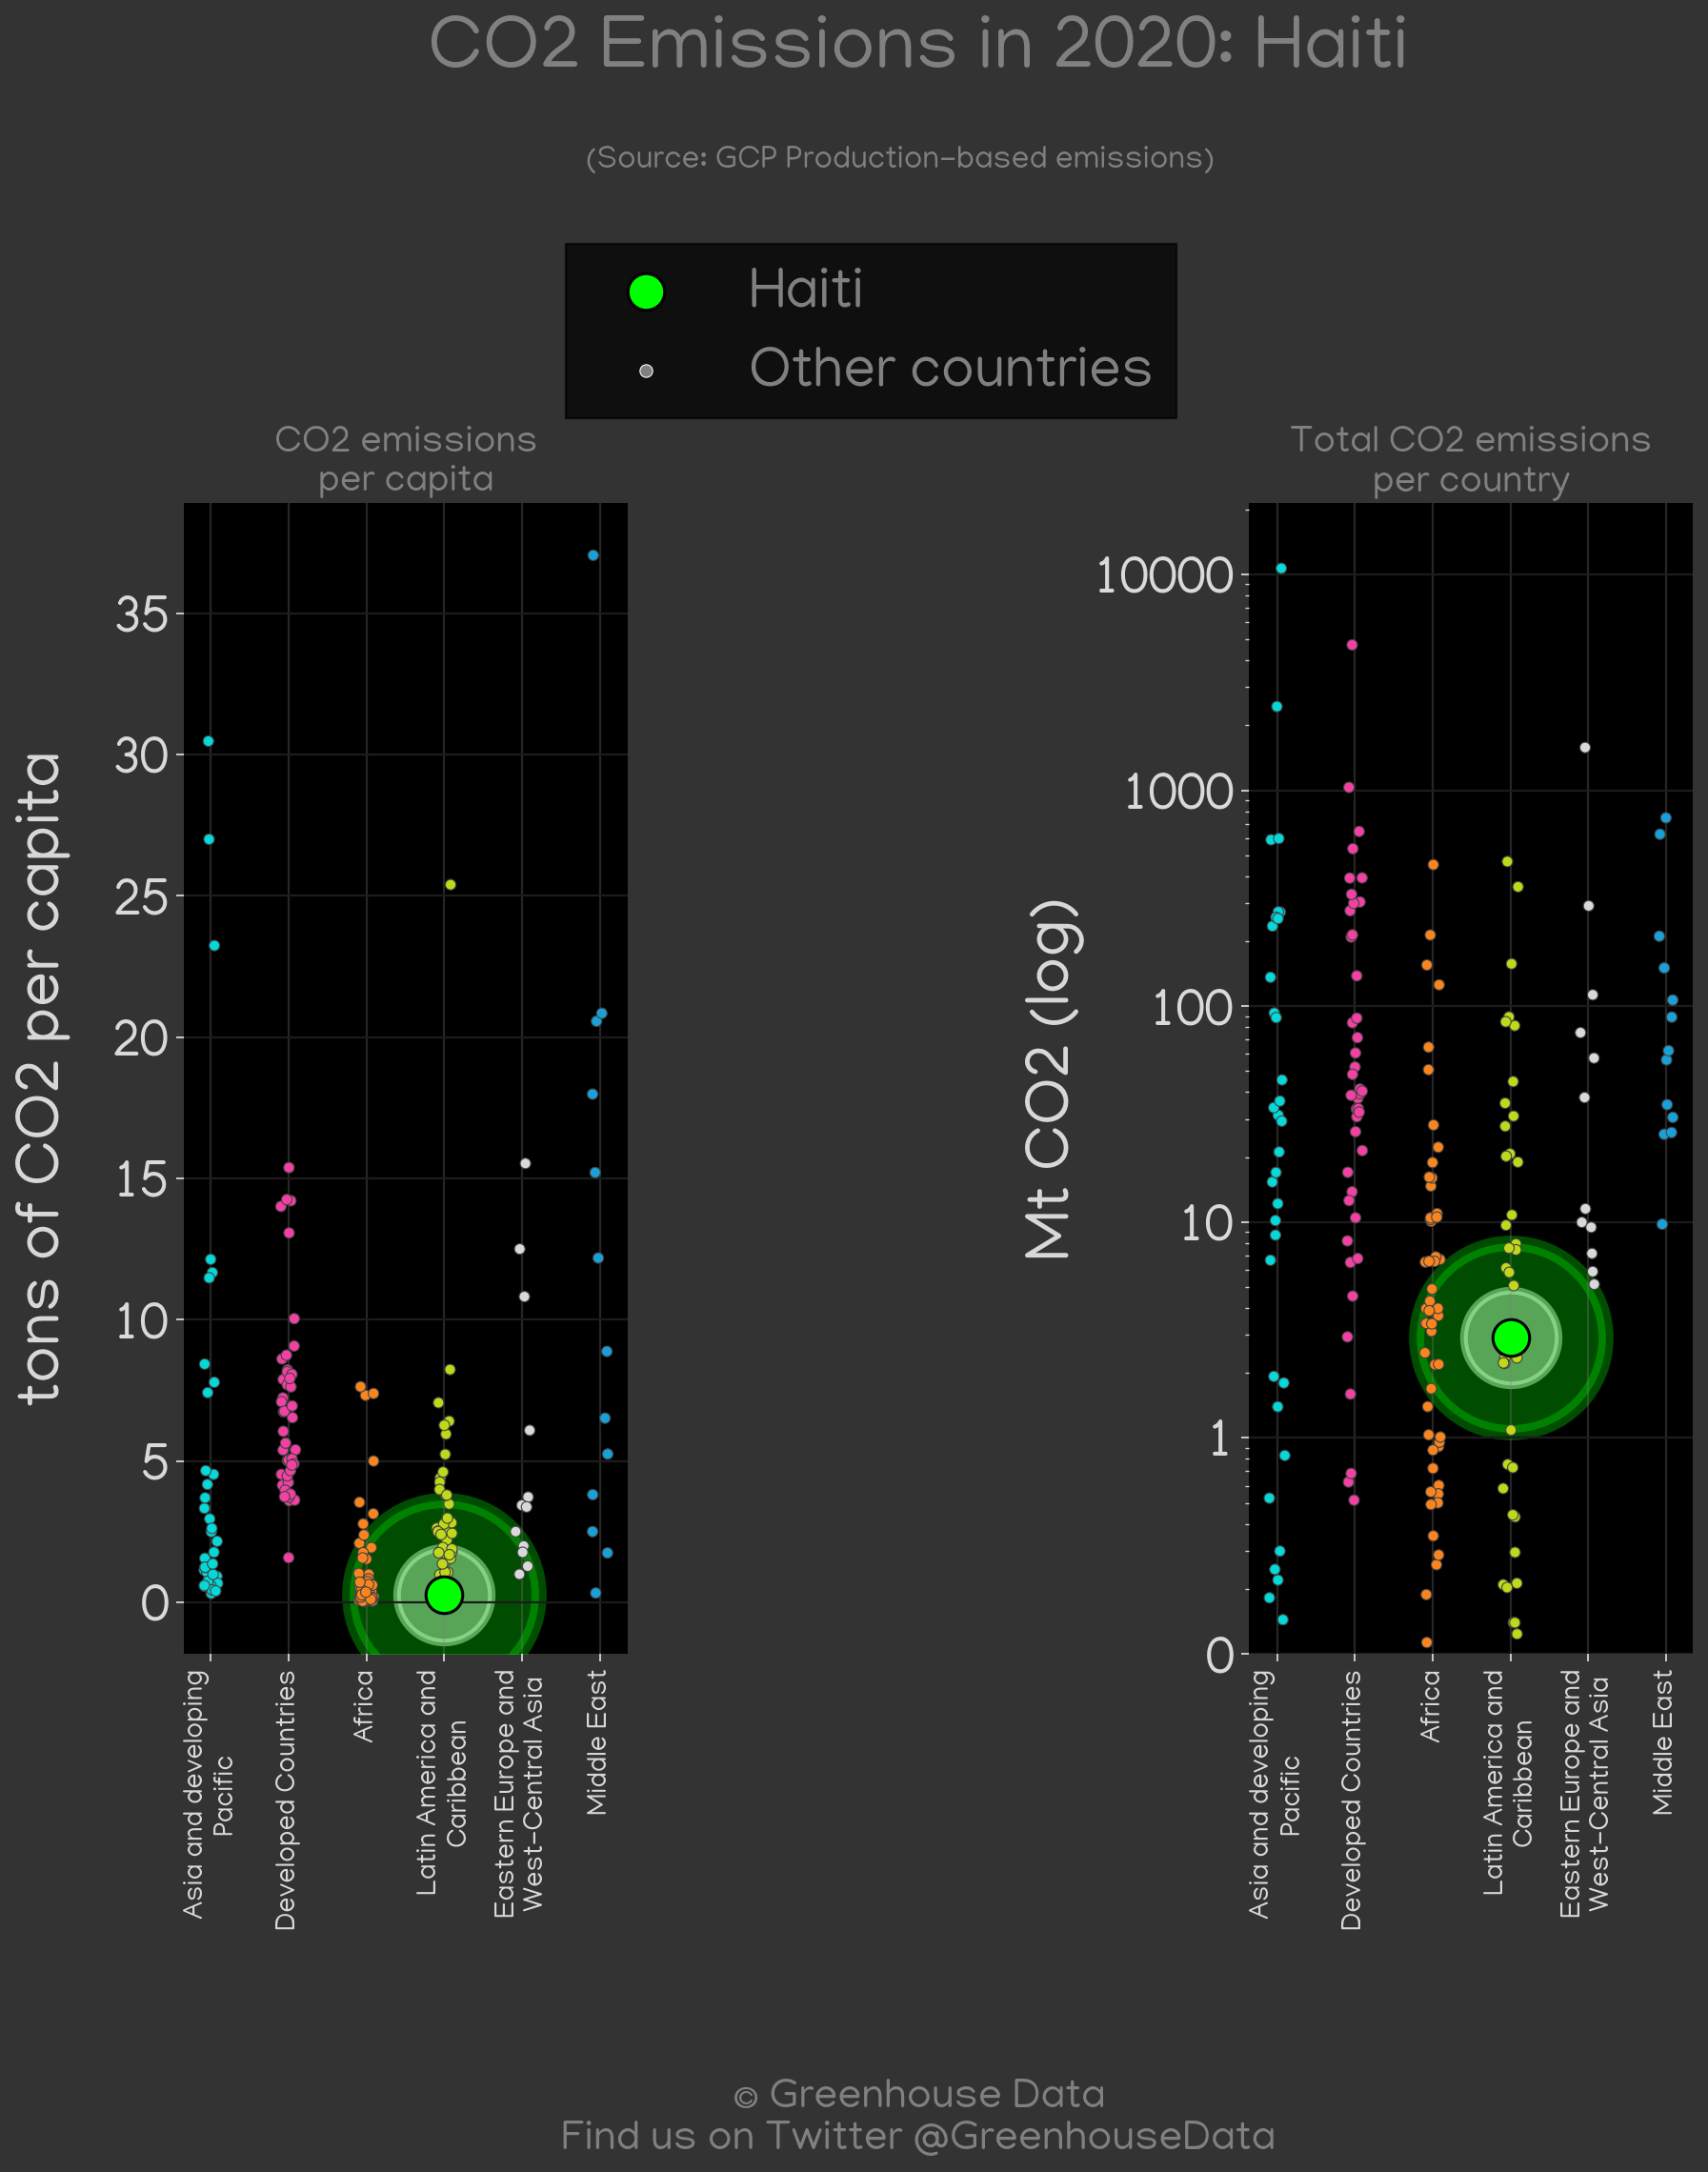 CO2 Emissions in 2020: Haiti
(Source: GCP Production-based emissions)
Haiti
Other countries
CO2 emissions
per capita
tons of CO2 per capita
35
30
25
20
15
10
5
0
Asia and developing
Pacific
Developed Countries
Africa
Latin America and
Caribbean
Eastern Europe and
West-Central Asia
Middle East
Total CO2 emissions
per country
Mt CO2 (log)
10000
1000
100
10
1
0
Asia and developing
Pacific
Developed Countries
Africa
Latin America and
Caribbean
Eastern Europe and
West-Central Asia
Middle East
© Greenhouse Data
Find us on Twitter @GreenhouseData